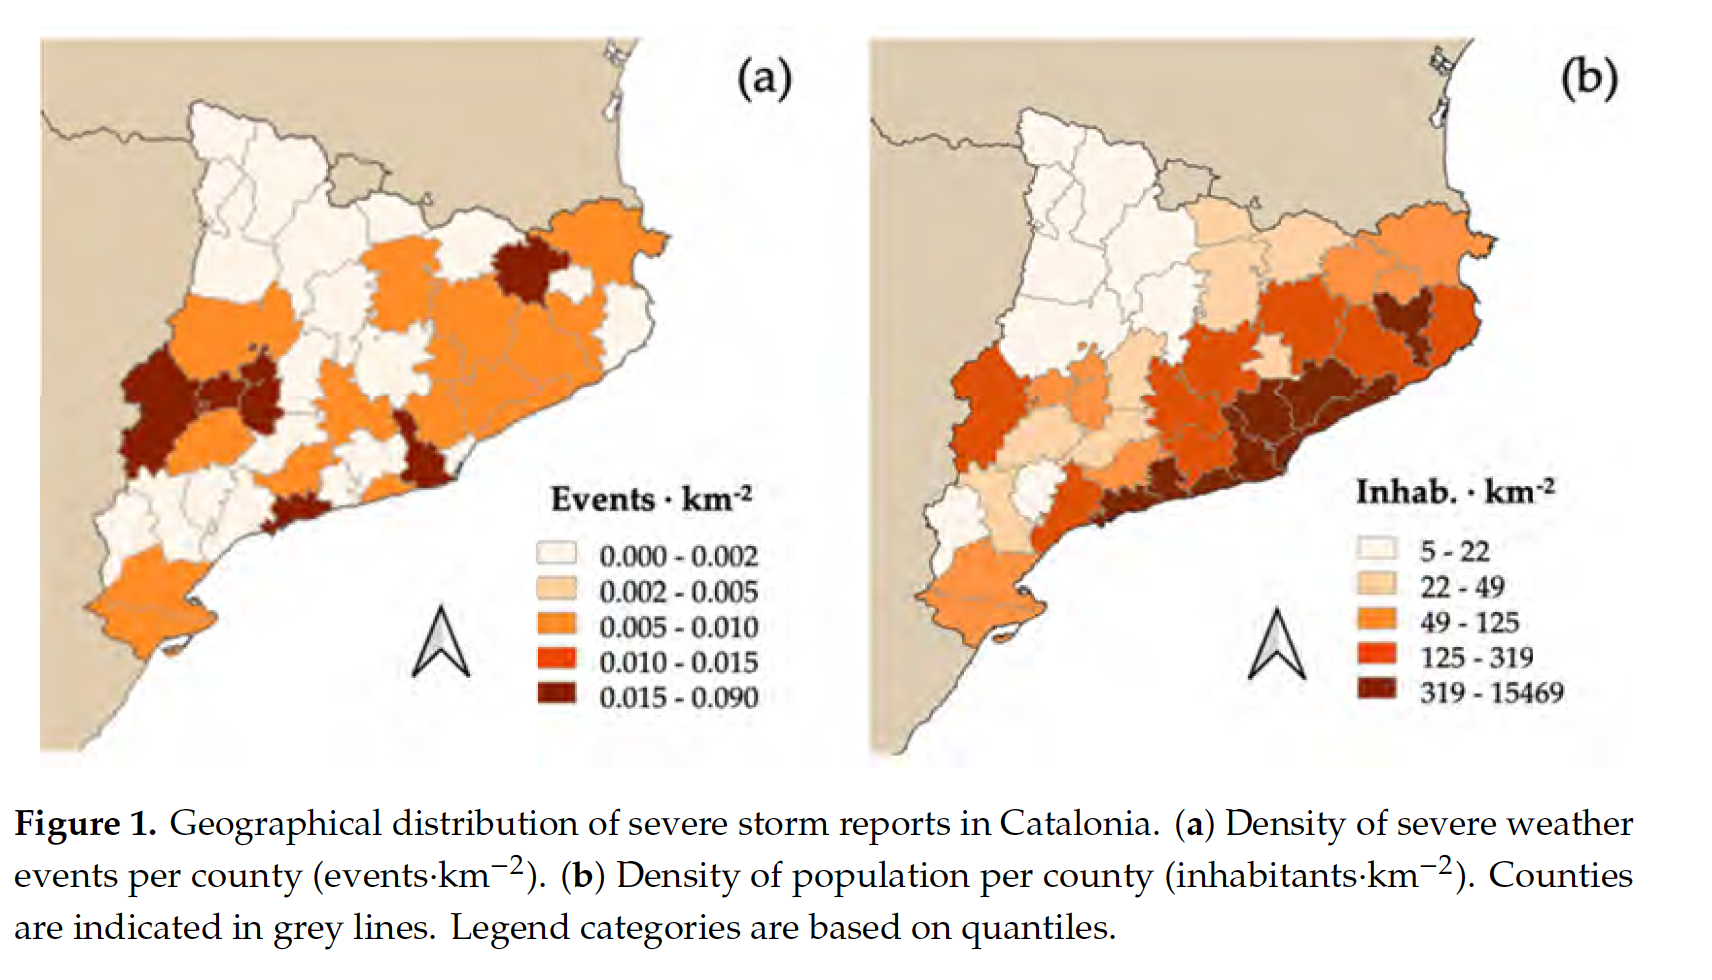 (a)
(b)
Events · km-2
0.000 - 0.002
0.002 - 0.005
0.005 - 0.010
0.010 - 0.015
0.015 - 0.090
Inhab. · km-2
5 - 22
22 - 49
49 - 125
125 - 319
319 - 15469
Figure 1. Geographical distribution of severe storm reports in Catalonia. (a) Density of severe weather
events per county (events·km−2). (b) Density of population per county (inhabitants·km−2). Counties
are indicated in grey lines. Legend categories are based on quantiles.